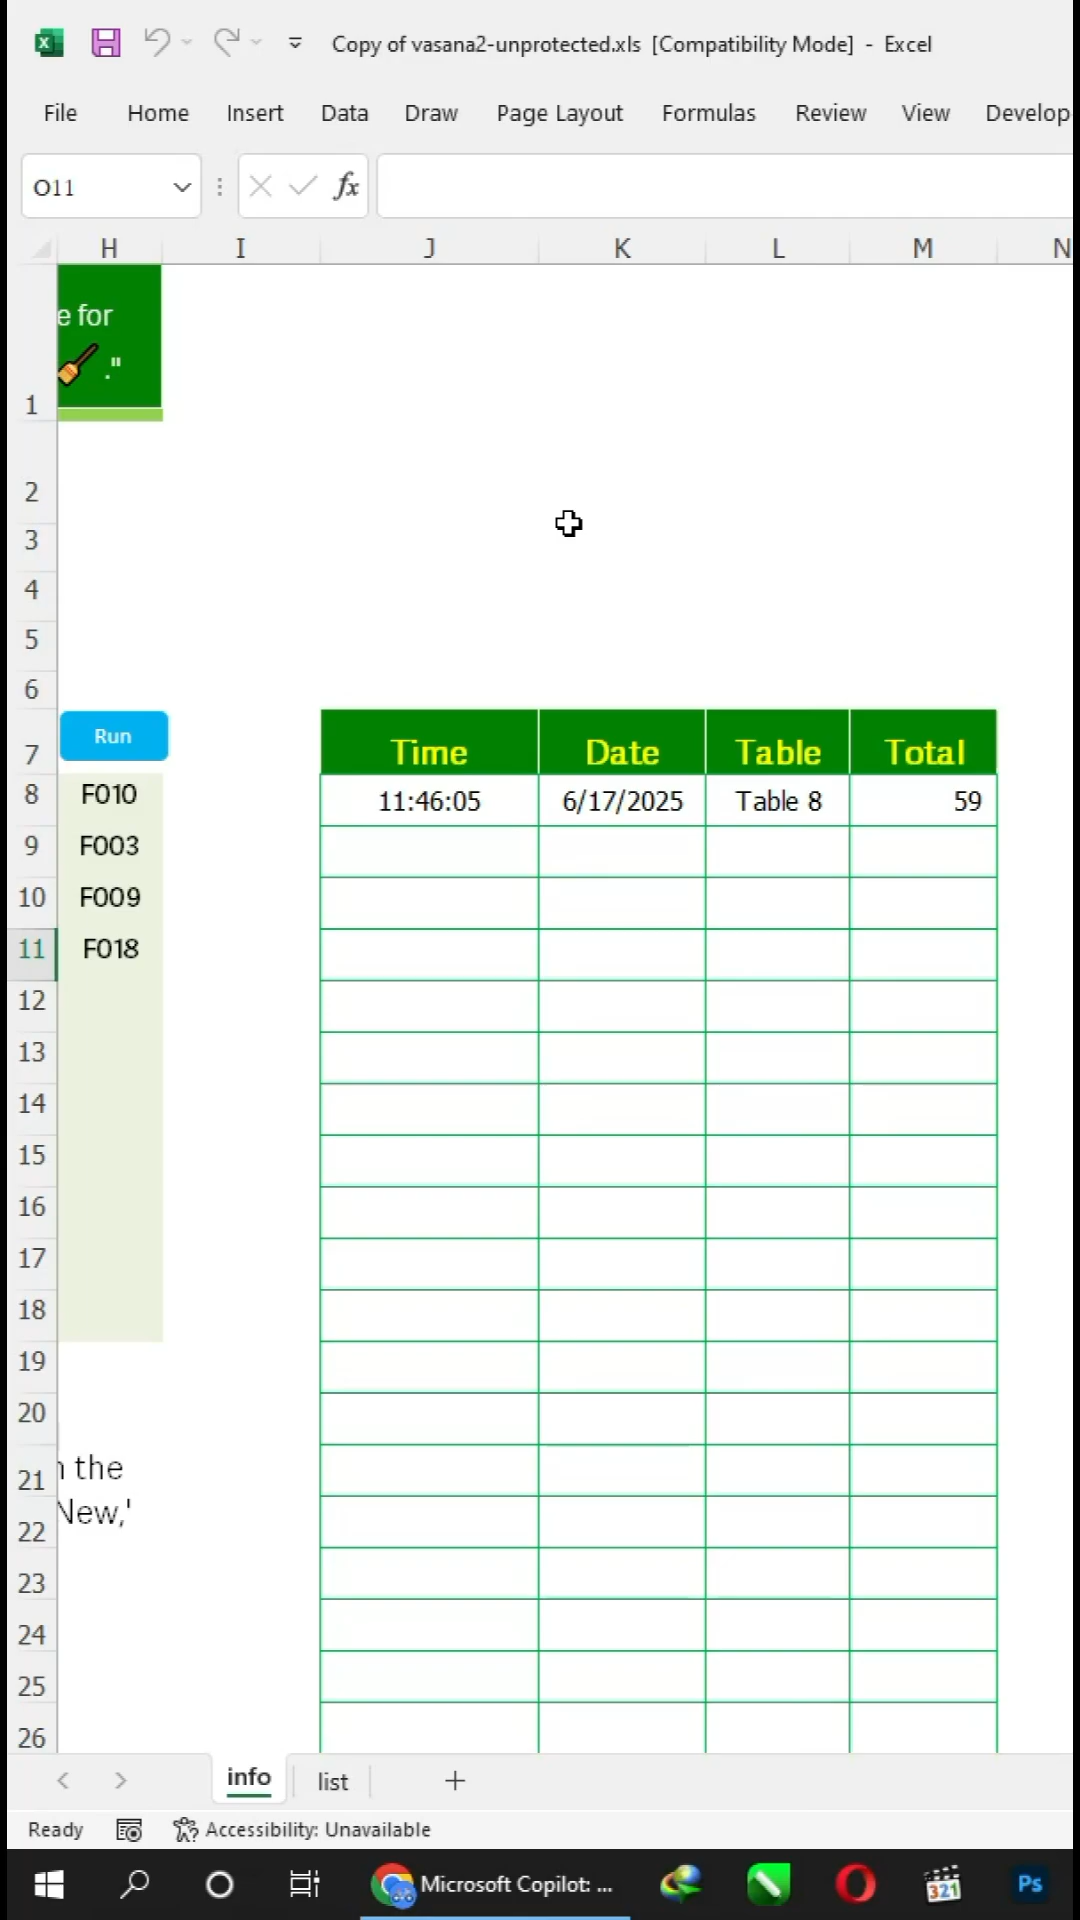 Copy of vasana2-unprotected.xls [Compatibility Mode] - Excel
File Home Insert Data Draw Page Layout Formulas Review View Develop
O11 fx
H I J K L M N
e for
."
1
2
3
4
5
6
7 Run Time Date Table Total
8 F010 11:46:05 6/17/2025 Table 8 59
9 F003
10 F009
11 F018
12
13
14
15
16
17
18
19
20
21 the
22 New,'
23
24
25
26
info list
Ready Accessibility: Unavailable
Microsoft Copilot: ... 321 Ps